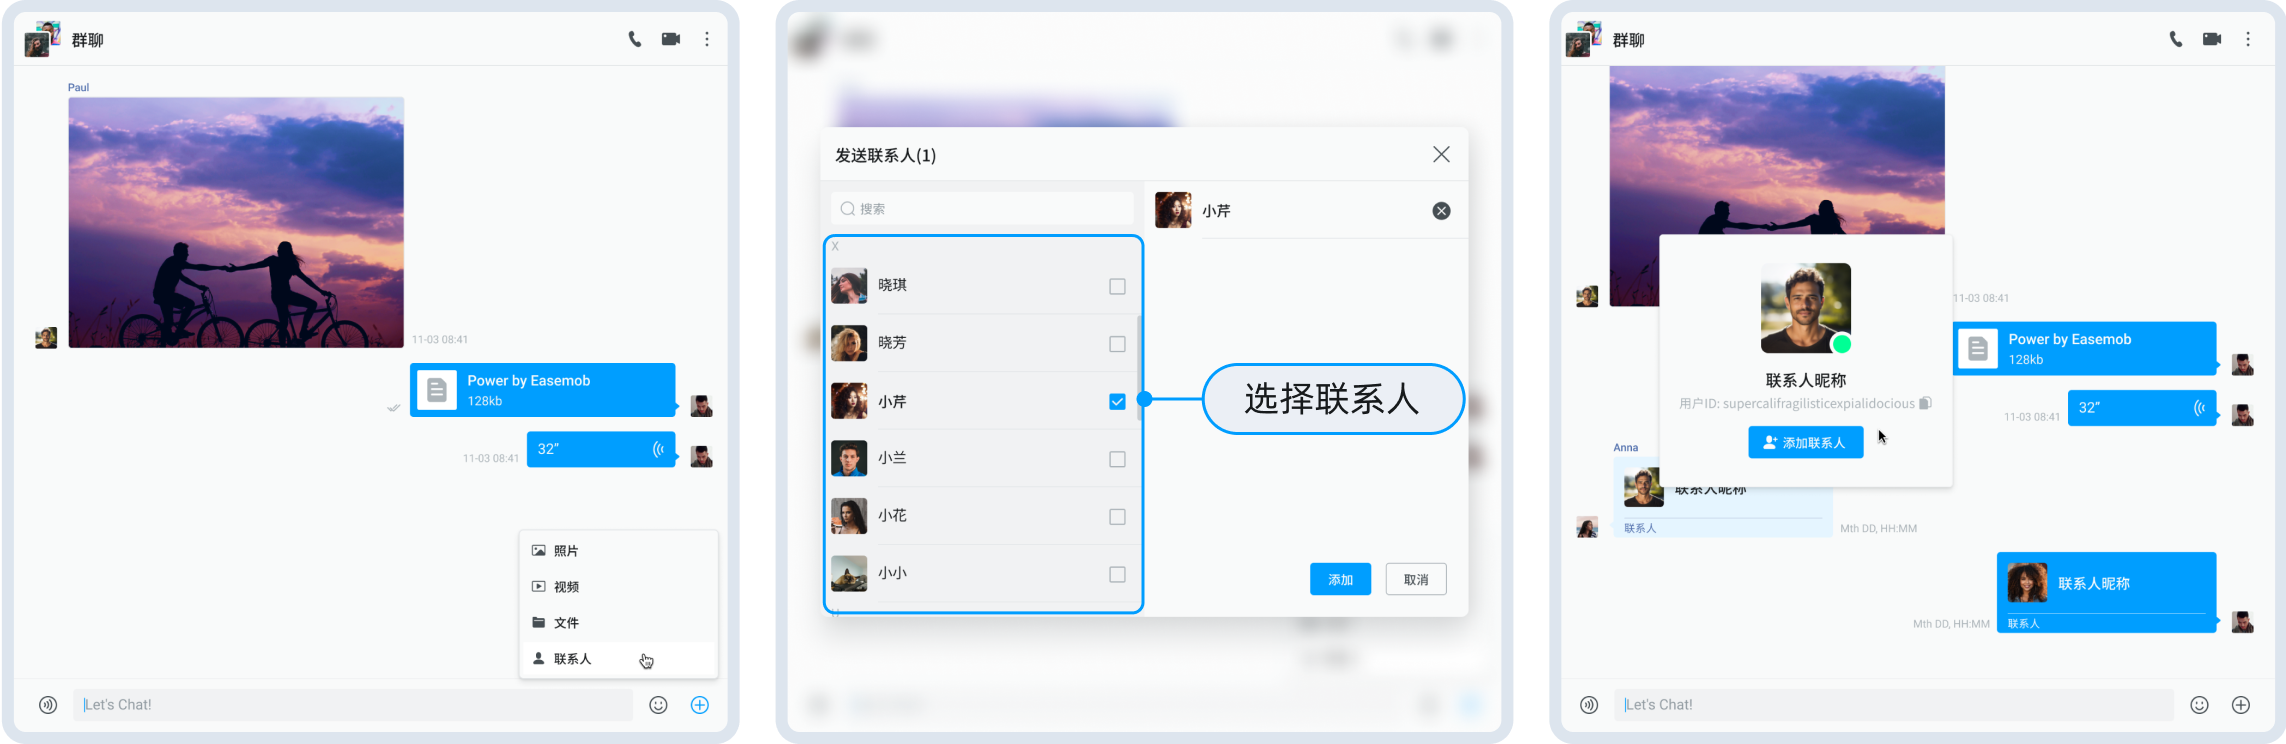 群聊
Paul
11-03 08:41
Power by Easemob
128kb
11-03 08:41
32”
照片
视频
文件
联系人
Let's Chat!
发送联系人(1)
搜索
X
晓琪
晓芳
小芹
小兰
小花
小小
小芹
选择联系人
添加
取消
群聊
11-03 08:41
Power by Easemob
128kb
11-03 08:41
32”
联系人昵称
用户ID: supercalifragilisticexpialidocious
添加联系人
Anna
联系人昵称
联系人
Mth DD, HH:MM
联系人昵称
Mth DD, HH:MM
联系人
Let's Chat!